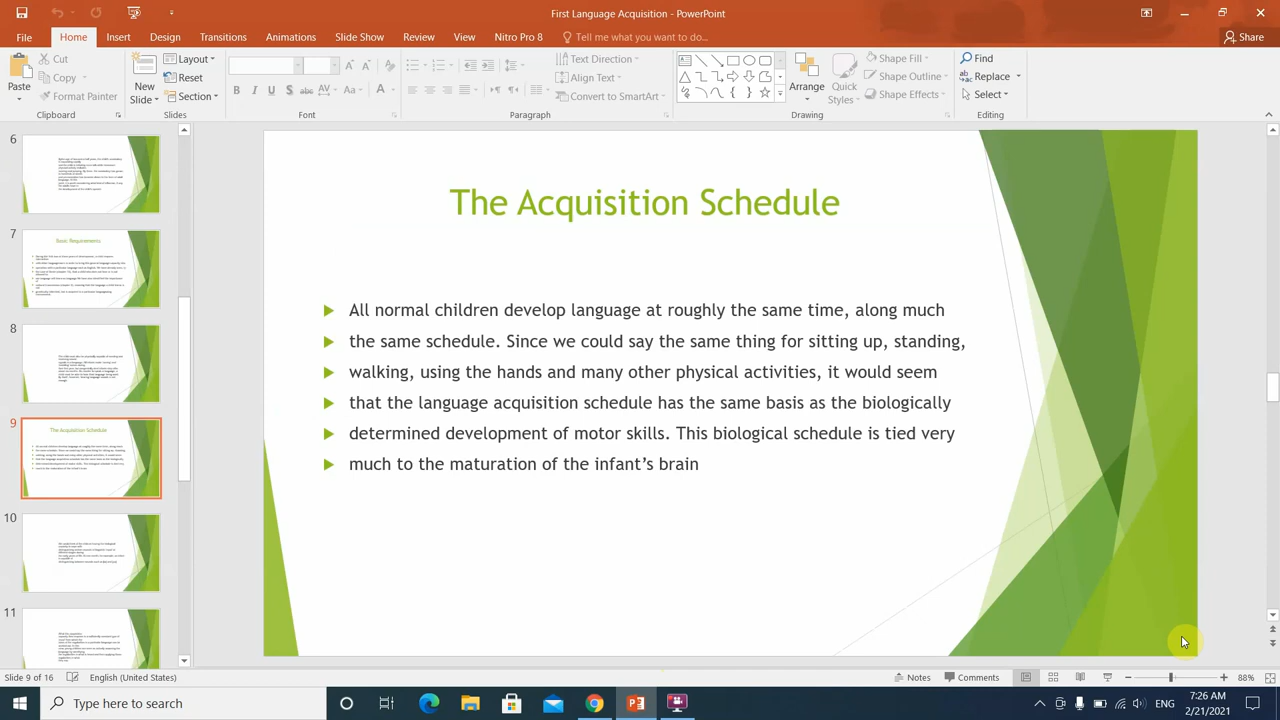 First Language Acquisition - PowerPoint
File Home Insert Design Transitions Animations Slide Show Review View Nitro Pro 8 Tell me what you want to do... Share
Paste Cut Copy Format Painter Clipboard
New Slide Layout Reset Section Slides
Font
Paragraph Text Direction Align Text Convert to SmartArt
Arrange Quick Styles Shape Fill Shape Outline Shape Effects Drawing
Find Replace Select Editing
6
7
Basic Requirements
8
9
The Acquisition Schedule
10
11
The Acquisition Schedule
All normal children develop language at roughly the same time, along much
the same schedule. Since we could say the same thing for sitting up, standing,
walking, using the hands and many other physical activities, it would seem
that the language acquisition schedule has the same basis as the biologically
determined development of motor skills. This biological schedule is tied very
much to the maturation of the infant’s brain
Slide 9 of 16 English (United States) Notes Comments 88%
Type here to search
ENG
7:26 AM
2/21/2021